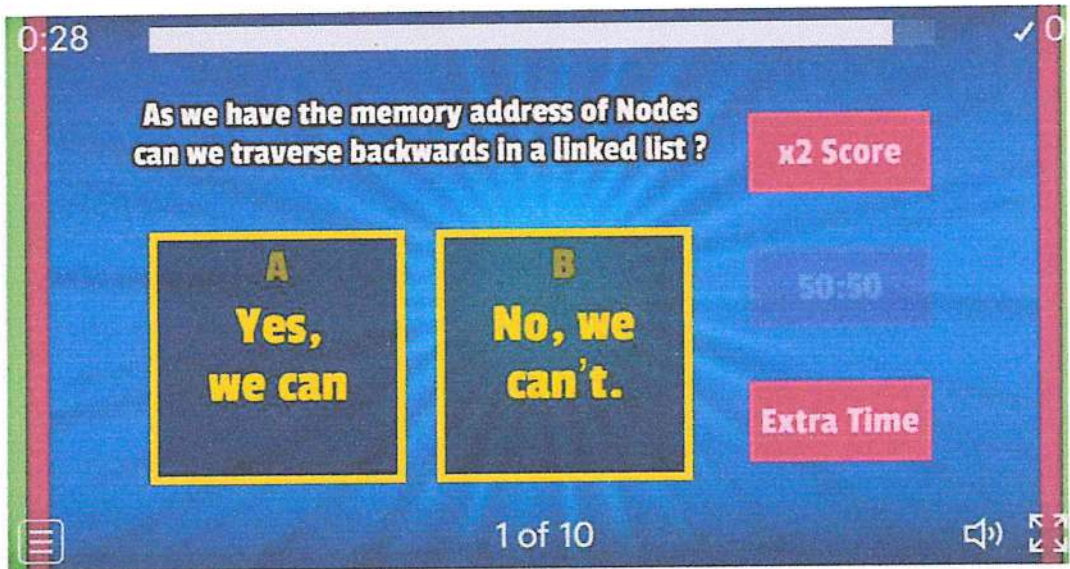 0:28
✓ 0
As we have the memory address of Nodes
can we traverse backwards in a linked list ?
x2 Score
A
Yes,
we can
B
No, we
can't.
50:50
Extra Time
1 of 10